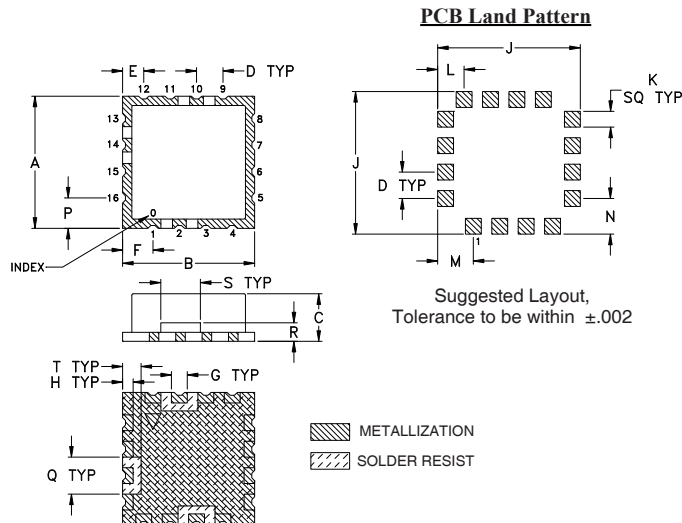 PCB Land Pattern
E
D TYP
12 11 10 9
13
14
15
16
8
7
6
5
A
P
0
1 2 3 4
F
INDEX
B
S TYP
C
R
T TYP
H TYP
G TYP
Q TYP
J
L
K
SQ TYP
J
D TYP
N
1
M
Suggested Layout,
Tolerance to be within ±.002
METALLIZATION
SOLDER RESIST